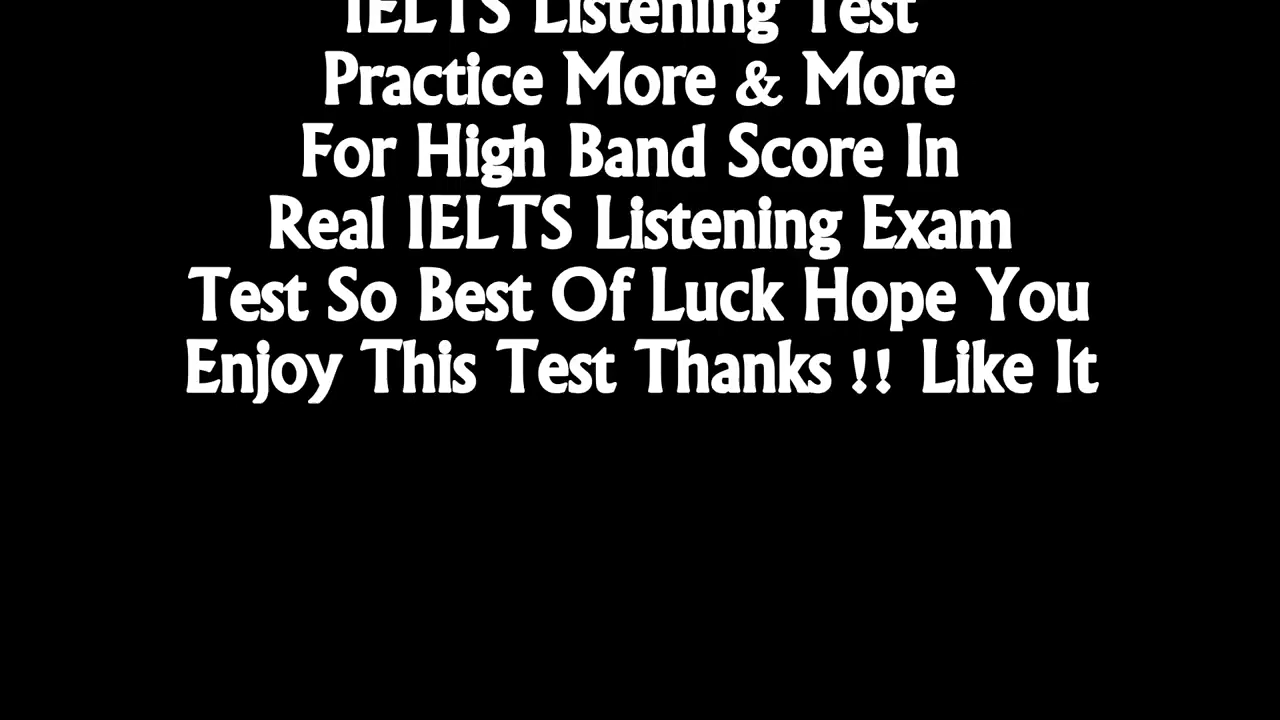 IELTS Listening Test
Practice More & More
For High Band Score In
Real IELTS Listening Exam
Test So Best Of Luck Hope You
Enjoy This Test Thanks !! Like It